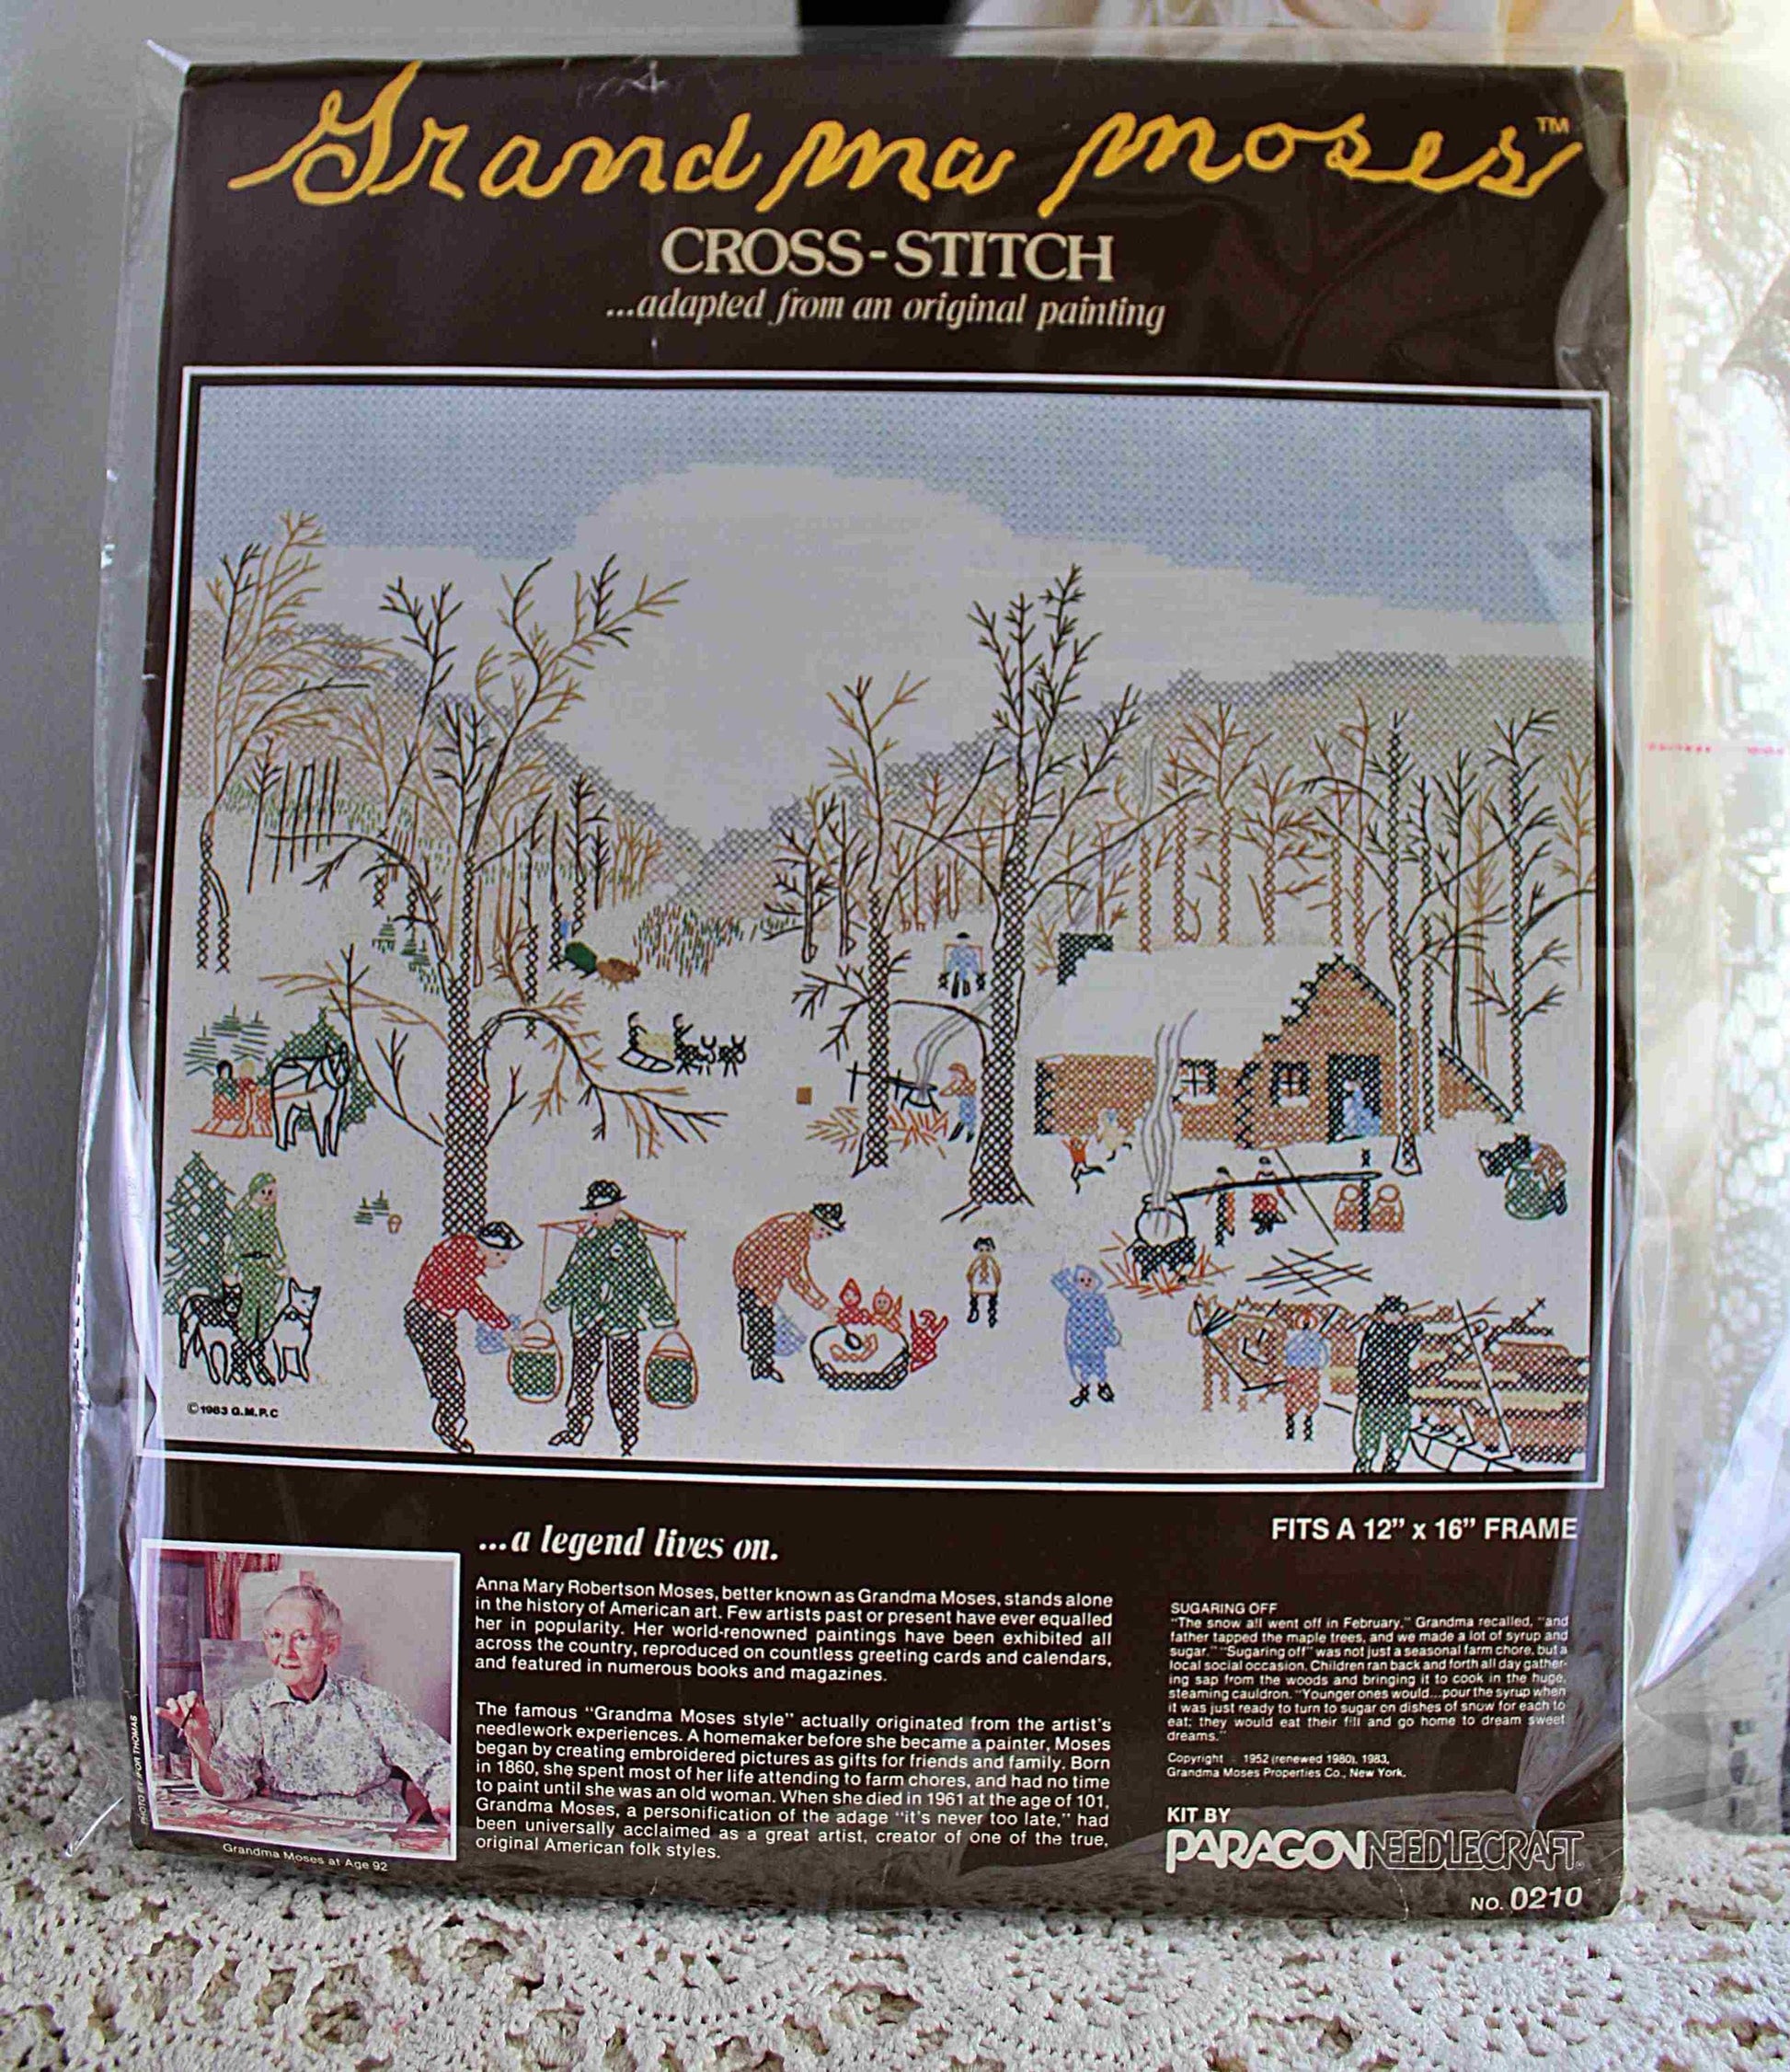 Grandma Moses™
CROSS-STITCH
...adapted from an original painting
©1983 G.M.P.C
FITS A 12" x 16" FRAME
...a legend lives on.
Anna Mary Robertson Moses, better known as Grandma Moses, stands alone
in the history of American art. Few artists past or present have ever equalled
her in popularity. Her world-renowned paintings have been exhibited all
across the country, reproduced on countless greeting cards and calendars,
and featured in numerous books and magazines.
The famous "Grandma Moses style" actually originated from the artist's
needlework experiences. A homemaker before she became a painter, Moses
began by creating embroidered pictures as gifts for friends and family. Born
in 1860, she spent most of her life attending to farm chores, and had no time
to paint until she was an old woman. When she died in 1961 at the age of 101,
Grandma Moses, a personification of the adage "it's never too late," had
been universally acclaimed as a great artist, creator of one of the true,
original American folk styles.
PHOTO BY IFOR THOMAS
Grandma Moses at Age 92
SUGARING OFF
"The snow all went off in February," Grandma recalled, "and
father tapped the maple trees, and we made a lot of syrup and
sugar." "Sugaring off" was not just a seasonal farm chore, but a
local social occasion. Children ran back and forth all day gather-
ing sap from the woods and bringing it to cook in the huge,
steaming cauldron. "Younger ones would...pour the syrup when
it was just ready to turn to sugar on dishes of snow for each to
eat; they would eat their fill and go home to dream sweet
dreams."
Copyright 1952 (renewed 1980), 1983,
Grandma Moses Properties Co., New York.
KIT BY
PARAGON NEEDLECRAFT®
NO. 0210